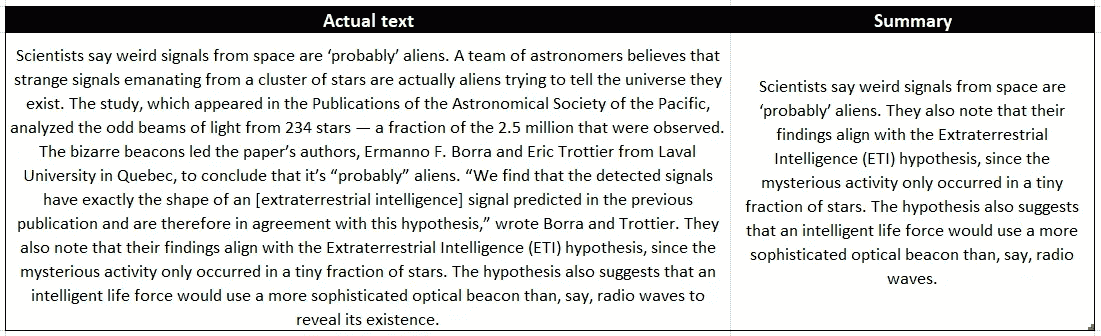 Actual text
Summary
Scientists say weird signals from space are ‘probably’ aliens. A team of astronomers believes that
strange signals emanating from a cluster of stars are actually aliens trying to tell the universe they
exist. The study, which appeared in the Publications of the Astronomical Society of the Pacific,
analyzed the odd beams of light from 234 stars — a fraction of the 2.5 million that were observed.
The bizarre beacons led the paper’s authors, Ermanno F. Borra and Eric Trottier from Laval
University in Quebec, to conclude that it’s “probably” aliens. “We find that the detected signals
have exactly the shape of an [extraterrestrial intelligence] signal predicted in the previous
publication and are therefore in agreement with this hypothesis,” wrote Borra and Trottier. They
also note that their findings align with the Extraterrestrial Intelligence (ETI) hypothesis, since the
mysterious activity only occurred in a tiny fraction of stars. The hypothesis also suggests that an
intelligent life force would use a more sophisticated optical beacon than, say, radio waves to
reveal its existence.
Scientists say weird signals from space are
‘probably’ aliens. They also note that their
findings align with the Extraterrestrial
Intelligence (ETI) hypothesis, since the
mysterious activity only occurred in a tiny
fraction of stars. The hypothesis also suggests
that an intelligent life force would use a more
sophisticated optical beacon than, say, radio
waves.